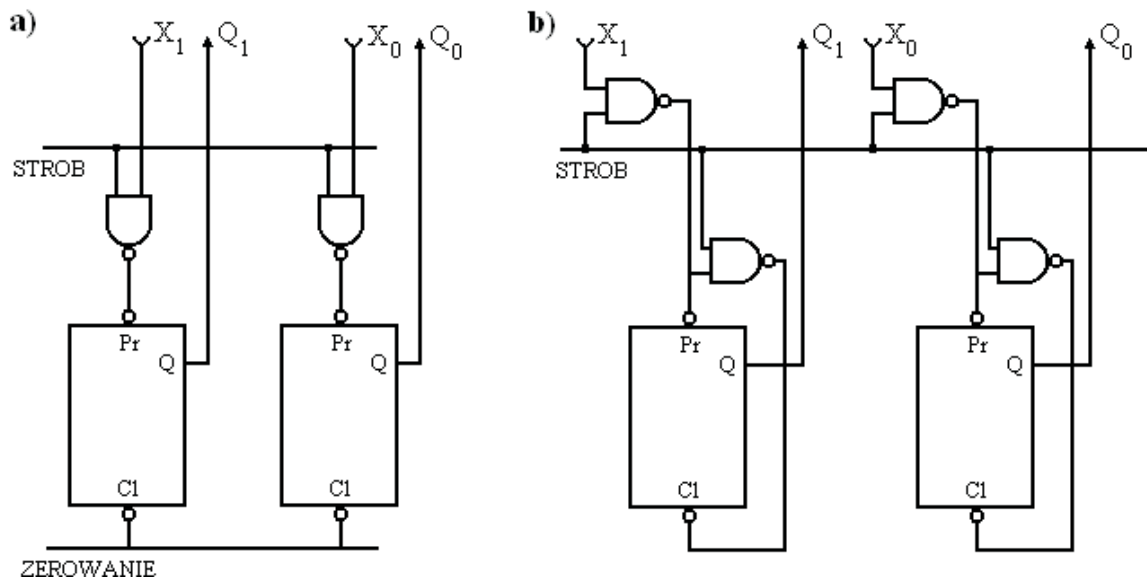 a)
X1 Q1 X0 Q0
STROB
Pr
Q
Cl
Pr
Q
Cl
ZEROWANIE
b)
X1 Q1 X0 Q0
STROB
Pr
Q
Cl
Pr
Q
Cl